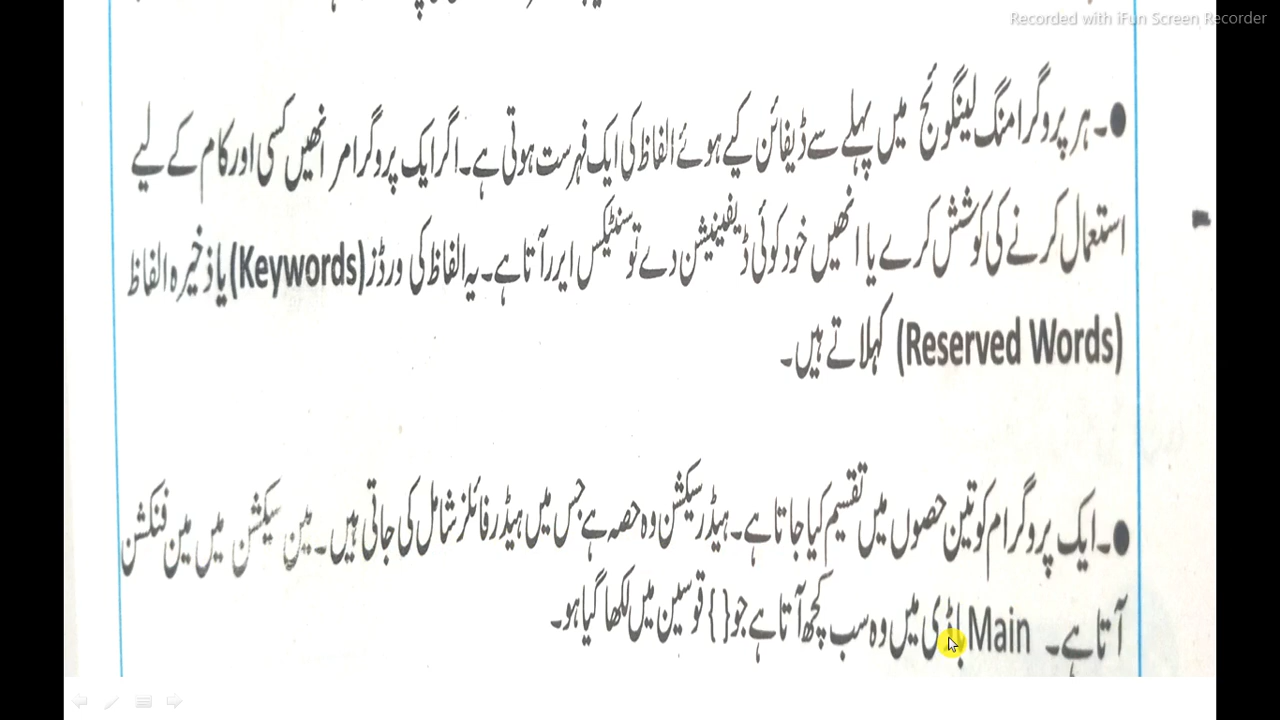 Recorded with iFun Screen Recorder
●۔ہر پروگرامنگ لینگوئج میں پہلے سے ڈیفائن کیے ہوئے الفاظ کی ایک فہرست ہوتی ہے۔اگر ایک پروگرامر انھیں کسی اور کام کے لیے
استعمال کرنے کی کوشش کرے یا انھیں خود کوئی ڈیفینیشن دے تو سنٹیکس ایرر آتا ہے۔یہ الفاظ کی ورڈز (Keywords) یا ذخیرہ الفاظ
(Reserved Words) کہلاتے ہیں۔
●۔ایک پروگرام کو تین حصوں میں تقسیم کیا جاتا ہے۔ہیڈر سیکشن وہ حصہ ہے جس میں ہیڈر فائلز شامل کی جاتی ہیں۔مین سیکشن میں مین فنکشن
آتا ہے۔ Main باڈی میں وہ سب کچھ آتا ہے جو { } قوسین میں لکھا گیا ہو۔